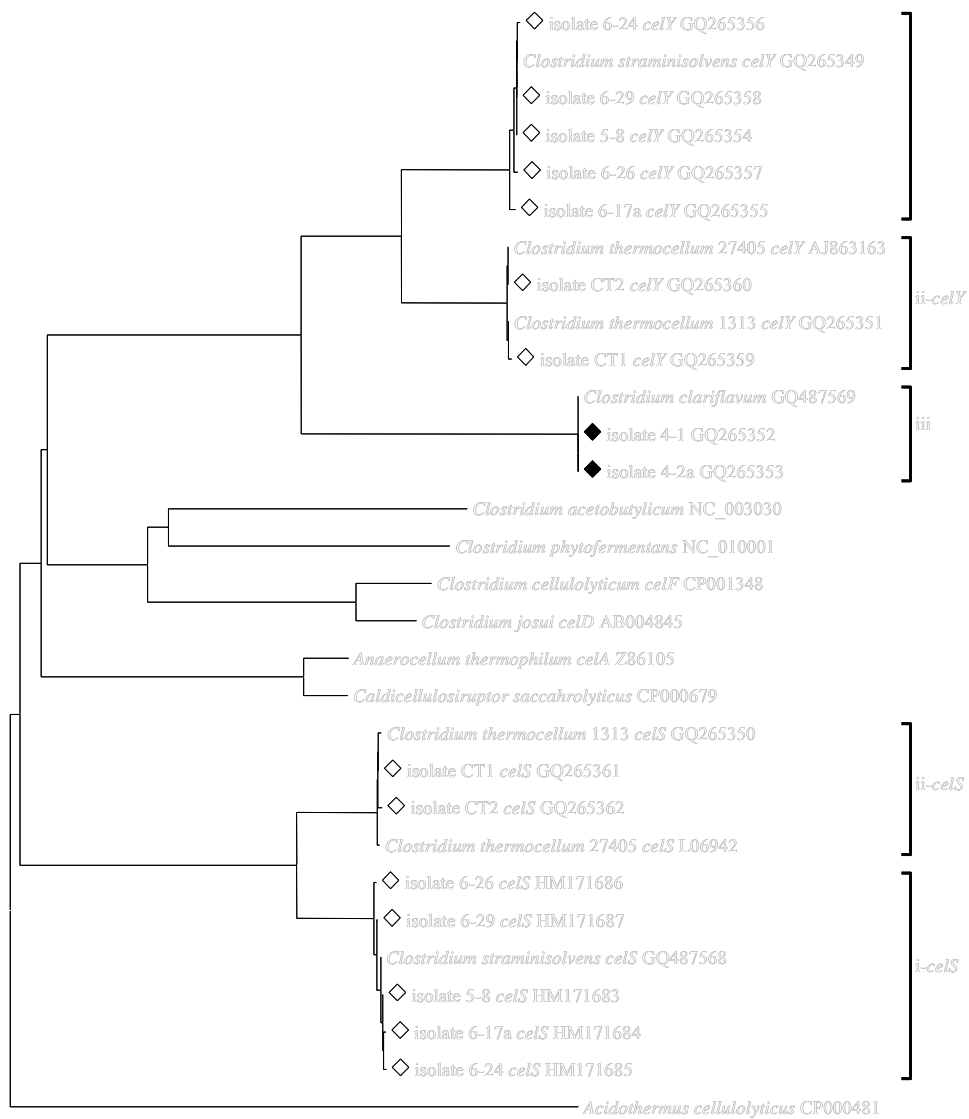 isolate 6-24 celY GQ265356
Clostridium straminisolvens celY GQ265349
isolate 6-29 celY GQ265358
isolate 5-8 celY GQ265354
isolate 6-26 celY GQ265357
isolate 6-17a celY GQ265355
Clostridium thermocellum 27405 celY AJ863163
isolate CT2 celY GQ265360
ii-celY
Clostridium thermocellum 1313 celY GQ265351
isolate CT1 celY GQ265359
Clostridium clariflavum GQ487569
iii
isolate 4-1 GQ265352
isolate 4-2a GQ265353
Clostridium acetobutylicum NC_003030
Clostridium phytofermentans NC_010001
Clostridium cellulolyticum celF CP001348
Clostridium josui celD AB004845
Anaerocellum thermophilum celA Z86105
Caldicellulosiruptor saccahrolyticus CP000679
Clostridium thermocellum 1313 celS GQ265350
isolate CT1 celS GQ265361
ii-celS
isolate CT2 celS GQ265362
Clostridium thermocellum 27405 celS L06942
isolate 6-26 celS HM171686
isolate 6-29 celS HM171687
Clostridium straminisolvens celS GQ487568
i-celS
isolate 5-8 celS HM171683
isolate 6-17a celS HM171684
isolate 6-24 celS HM171685
Acidothermus cellulolyticus CP000481